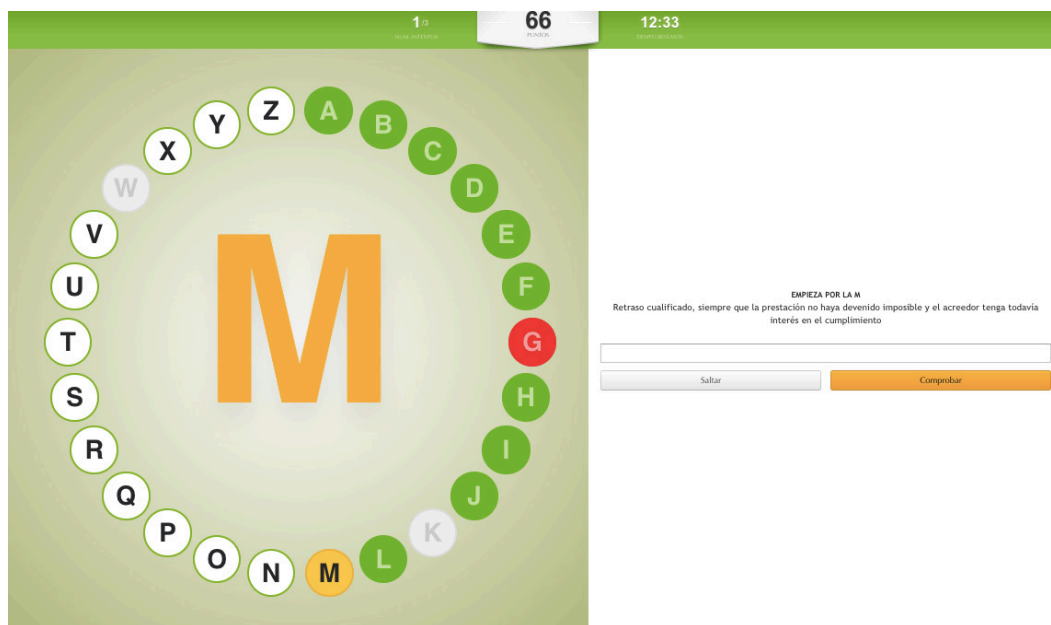 1/3
66
PUNTOS
12:33
A
B
C
D
E
F
G
H
I
J
K
L
M
N
O
P
Q
R
S
T
U
V
W
X
Y
Z
M
EMPIEZA POR LA M
Retraso cualificado, siempre que la prestación no haya devenido imposible y el acreedor tenga todavía
interés en el cumplimiento
Saltar
Comprobar